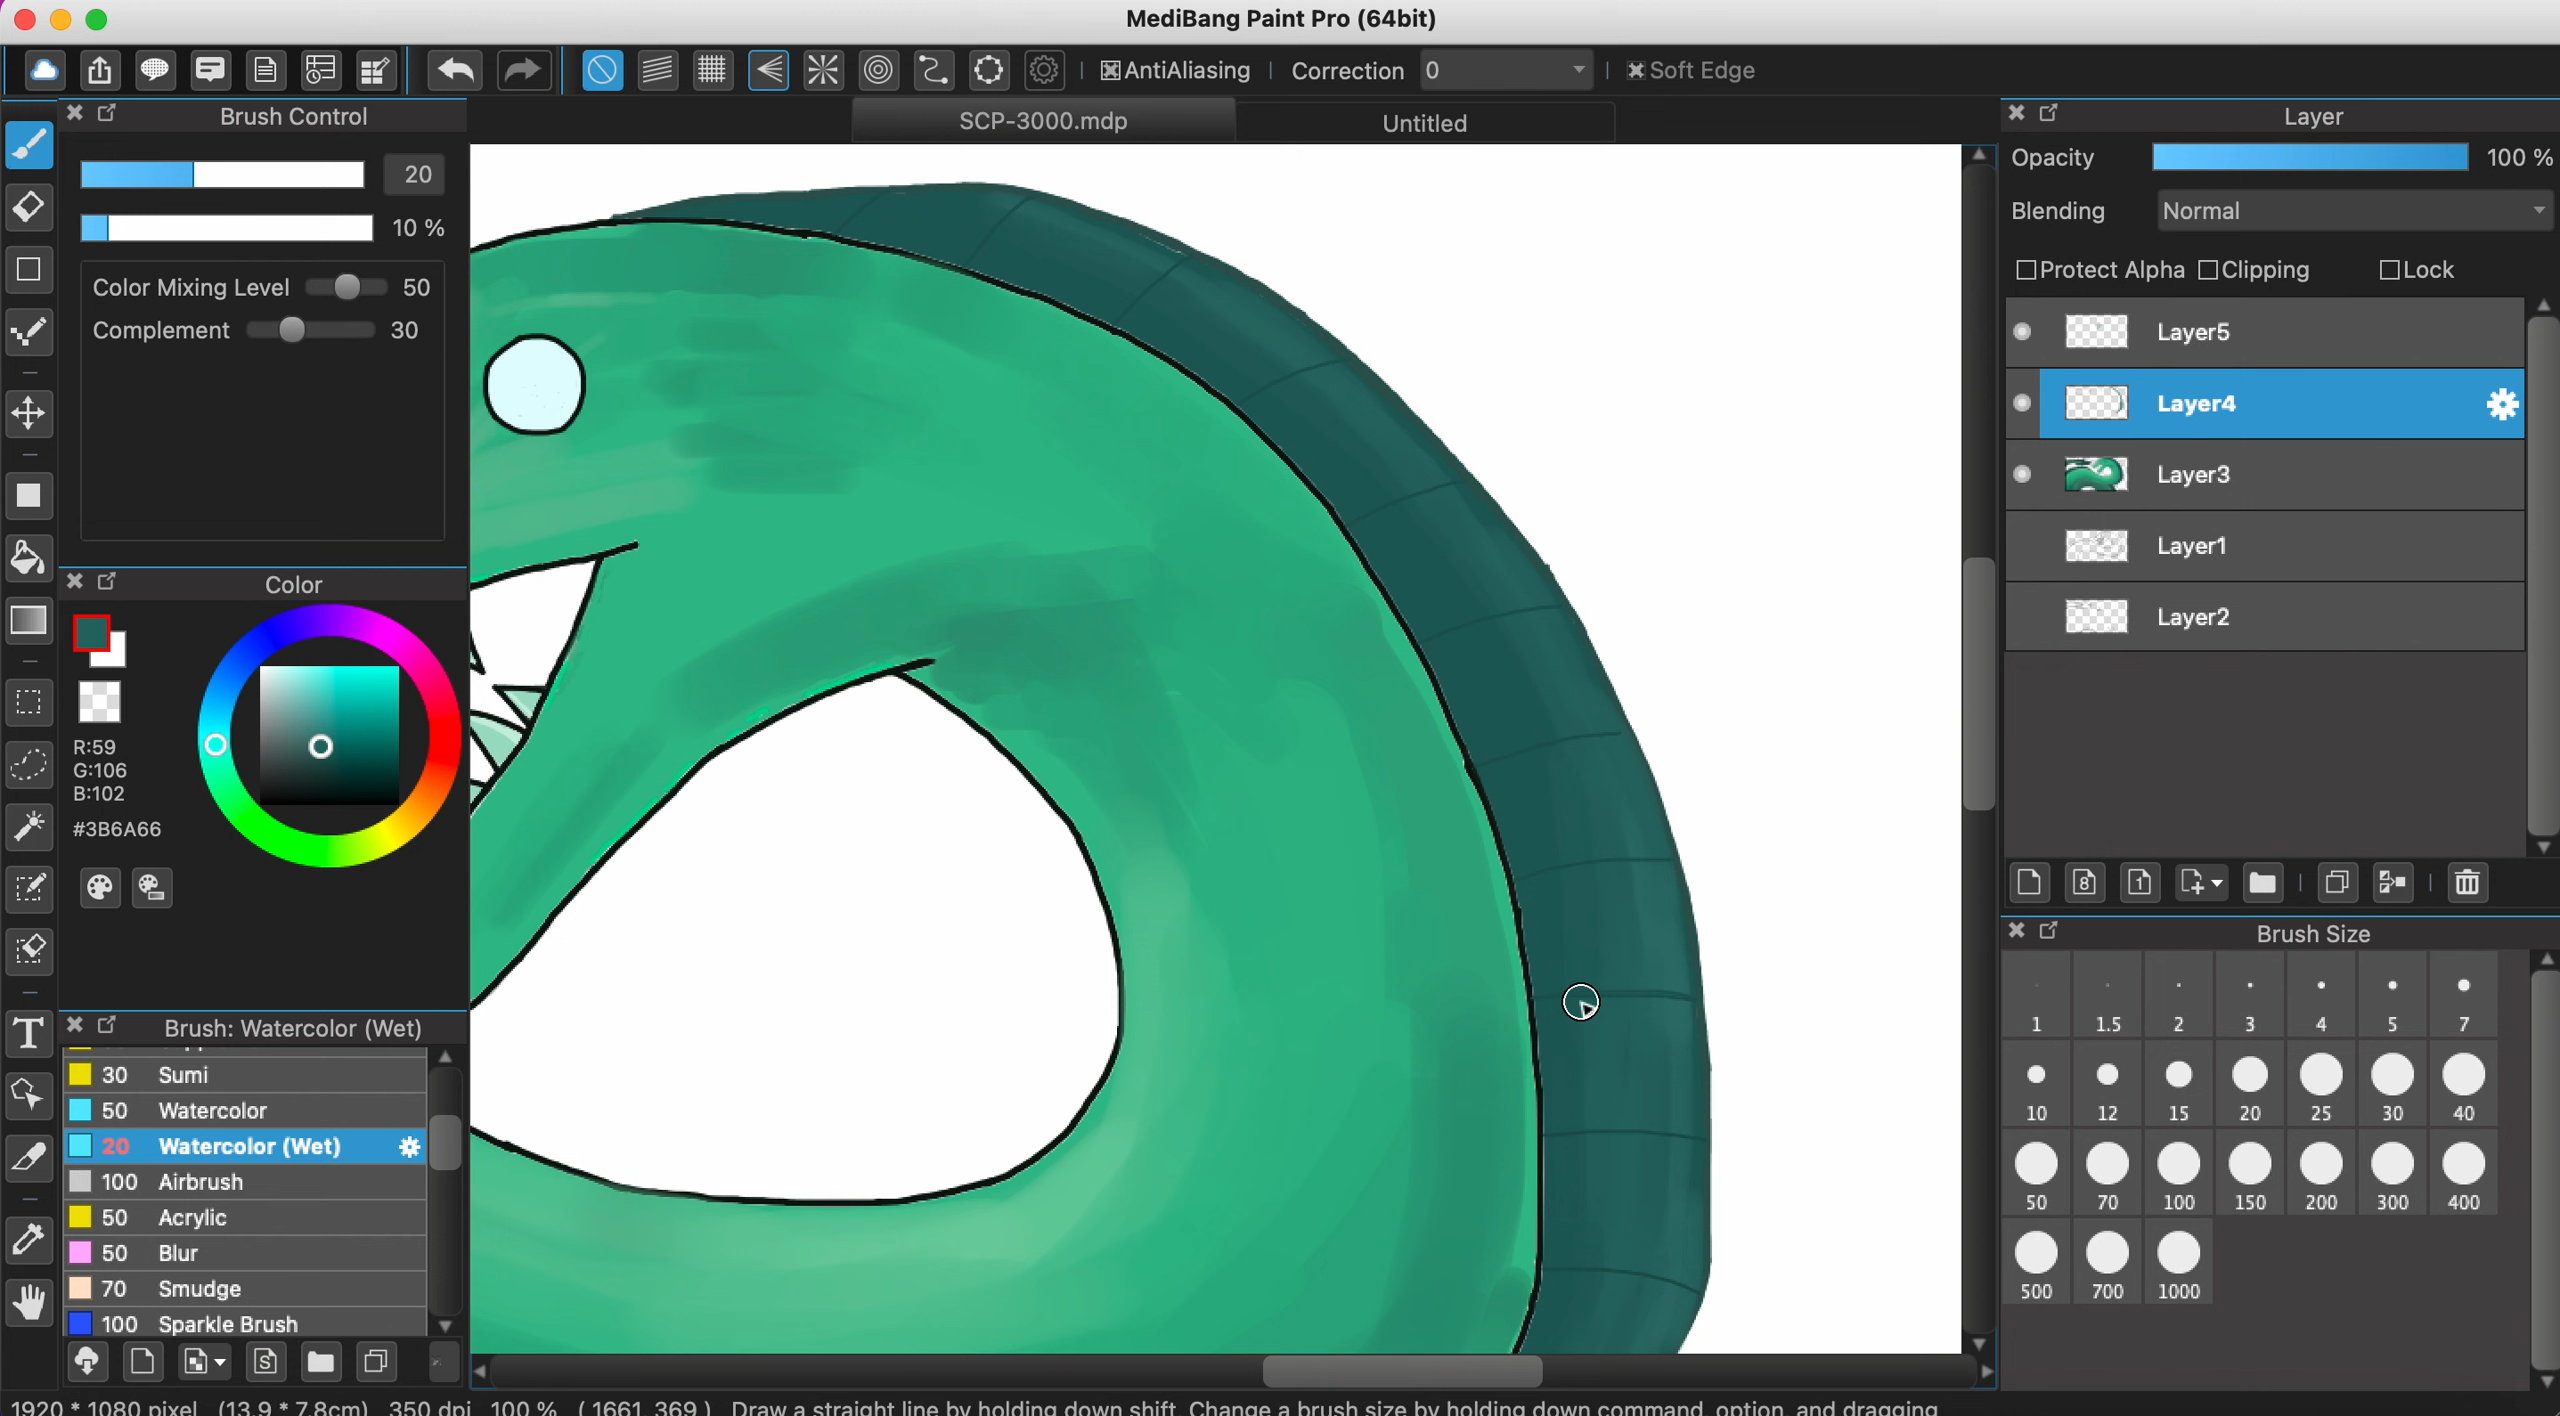 MediBang Paint Pro (64bit)
AntiAliasing
Correction
0
Soft Edge
Brush Control
SCP-3000.mdp
Untitled
Layer
20
10 %
Color Mixing Level
50
Complement
30
Opacity
100 %
Blending
Normal
Protect Alpha
Clipping
Lock
Layer5
Layer4
Layer3
Layer1
Layer2
Color
R:59
G:106
B:102
#3B6A66
8
1
Brush Size
1
1.5
2
3
4
5
7
10
12
15
20
25
30
40
50
70
100
150
200
300
400
500
700
1000
Brush: Watercolor (Wet)
30 Sumi
50 Watercolor
20 Watercolor (Wet)
100 Airbrush
50 Acrylic
50 Blur
70 Smudge
100 Sparkle Brush
T
S
1920 * 1080 pixel (13.9 * 7.8cm) 350 dpi 100 % ( 1661, 369 ) Draw a straight line by holding down shift, Change a brush size by holding down command, option, and dragging